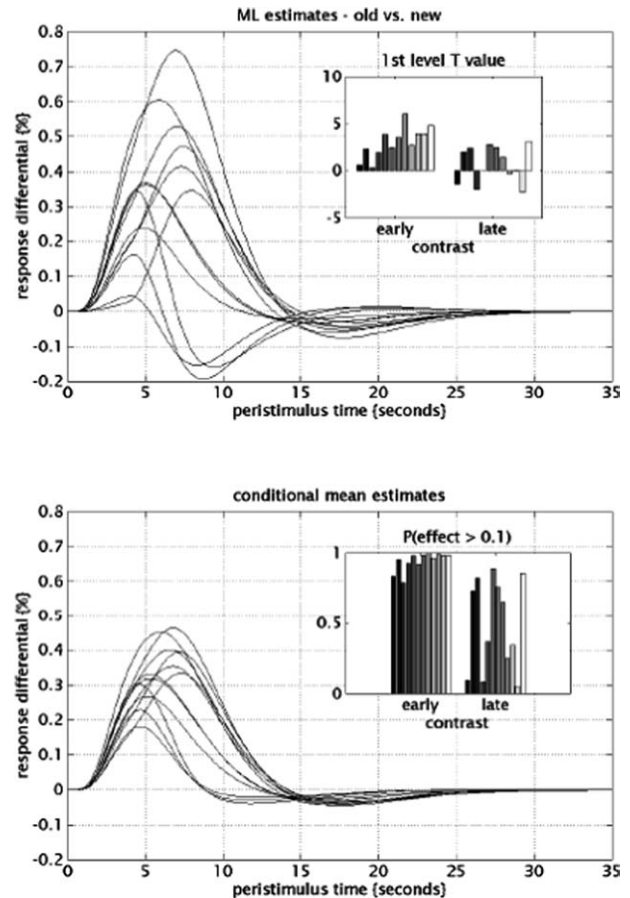 ML estimates - old vs. new
0.8
0.7
0.6
0.5
0.4
0.3
0.2
0.1
0
-0.1
-0.2
response differential {%}
1st level T value
10
5
0
-5
early late
contrast
0 5 10 15 20 25 30 35
peristimulus time {seconds}
conditional mean estimates
0.8
0.7
0.6
0.5
0.4
0.3
0.2
0.1
0
-0.1
-0.2
response differential {%}
P(effect > 0.1)
1
0.5
0
early late
contrast
0 5 10 15 20 25 30 35
peristimulus time {seconds}